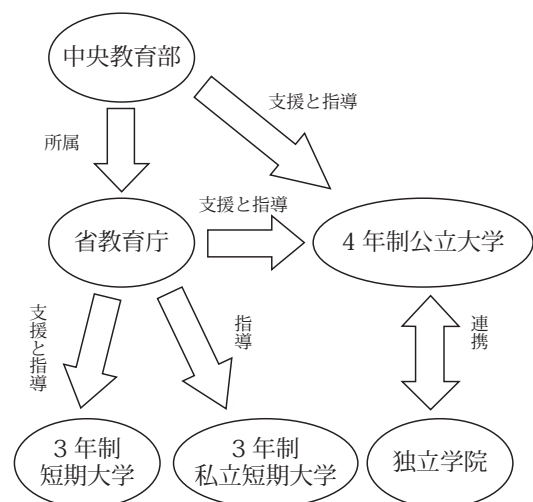 中央教育部
支援と指導
所属
支援と指導
省教育庁
4年制公立大学
支援と指導
指導
連携
3年制
短期大学
3年制
私立短期大学
独立学院